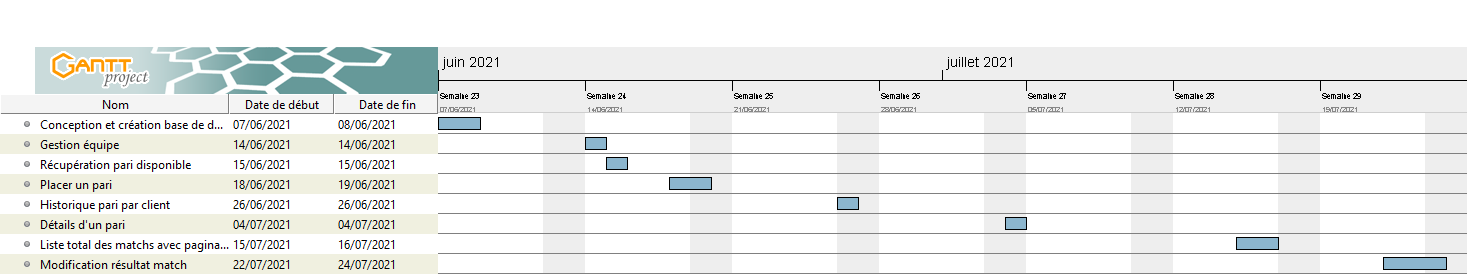 GANTT
project
juin 2021
juillet 2021
Semaine 23
Semaine 24
Semaine 25
Semaine 26
Semaine 27
Semaine 28
Semaine 29
07/06/2021
14/06/2021
21/06/2021
28/06/2021
05/07/2021
12/07/2021
19/07/2021
Nom Date de début Date de fin
Conception et création base de d... 07/06/2021 08/06/2021
Gestion équipe 14/06/2021 14/06/2021
Récupération pari disponible 15/06/2021 15/06/2021
Placer un pari 18/06/2021 19/06/2021
Historique pari par client 26/06/2021 26/06/2021
Détails d'un pari 04/07/2021 04/07/2021
Liste total des matchs avec pagina... 15/07/2021 16/07/2021
Modification résultat match 22/07/2021 24/07/2021